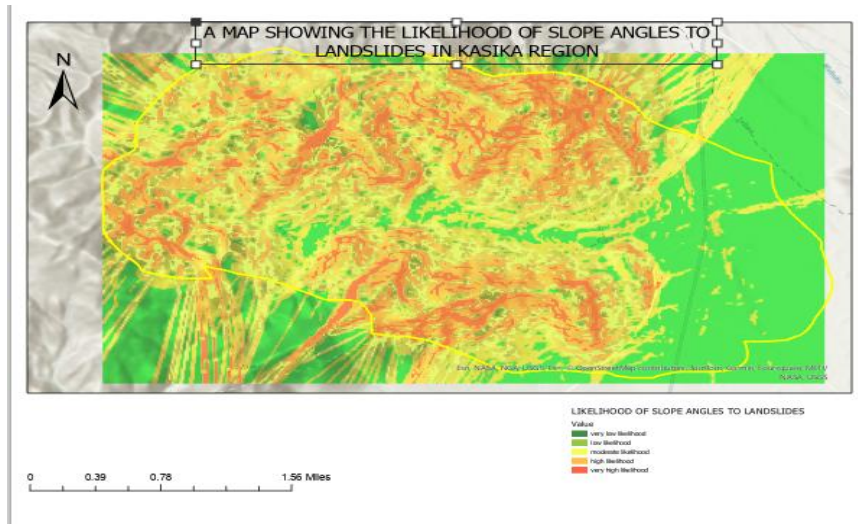 A MAP SHOWING THE LIKELIHOOD OF SLOPE ANGLES TO
LANDSLIDES IN KASIKA REGION
N
NASA, USGS
LIKELIHOOD OF SLOPE ANGLES TO LANDSLIDES
Value
very low likelihood
low likelihood
moderate likelihood
high likelihood
very high likelihood
0 0.39 0.78 1.56 Miles